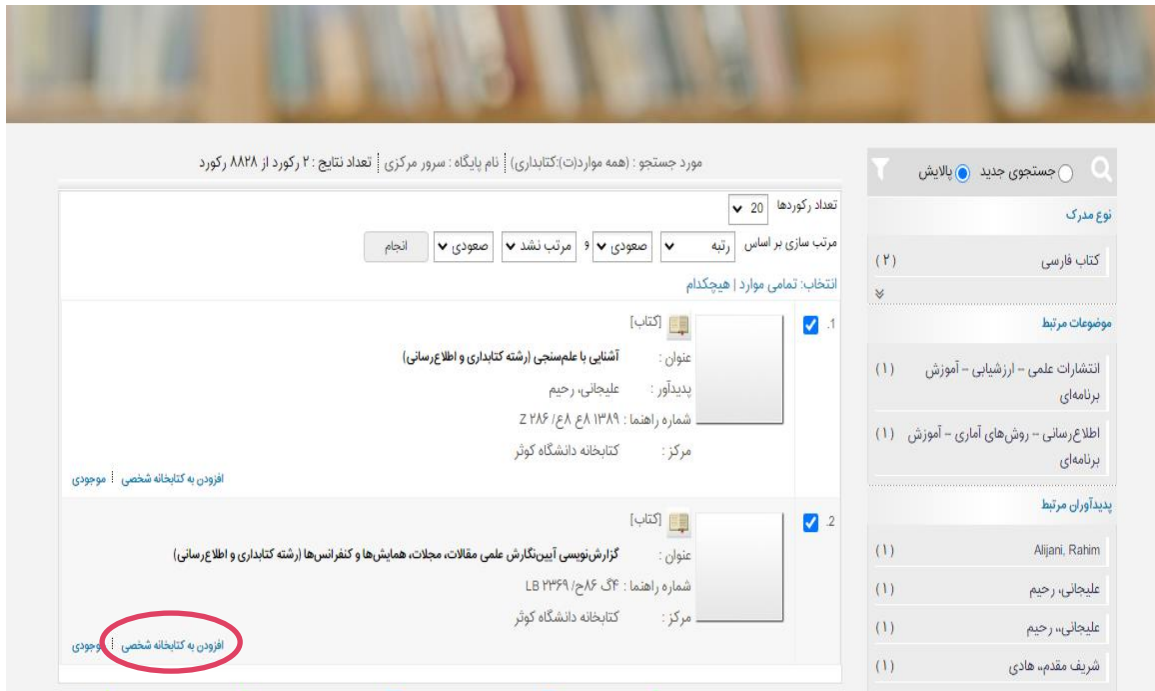 مورد جستجو : (همه موارد(ت):کتابداری) ¦ نام پایگاه : سرور مرکزی ¦ تعداد نتایج : ۲ رکورد از ۸۸۲۸ رکورد
جستجوی جدید پالایش
نوع مدرک
کتاب فارسی (۲)
موضوعات مرتبط
انتشارات علمی -- ارزشیابی -- آموزش (۱)
برنامه‌ای
اطلاع‌رسانی -- روش‌های آماری -- آموزش (۱)
برنامه‌ای
پدیدآوران مرتبط
Alijani, Rahim (۱)
علیجانی، رحیم (۱)
علیجانی،، رحیم (۱)
شریف مقدم،، هادی (۱)
تعداد رکوردها 20
مرتب سازی بر اساس رتبه صعودی و مرتب نشد صعودی انجام
انتخاب: تمامی موارد | هیچکدام
1.
[کتاب]
عنوان : آشنایی با علم‌سنجی (رشته کتابداری و اطلاع‌رسانی)
پدیدآور : علیجانی، رحیم
شماره راهنما : Z ۲۸۶ /ع۸ ع۸ ۱۳۸۹
مرکز : کتابخانه دانشگاه کوثر
افزودن به کتابخانه شخصی ¦ موجودی
2.
[کتاب]
عنوان : گزارش‌نویسی آیین‌نگارش علمی مقالات، مجلات، همایش‌ها و کنفرانس‌ها (رشته کتابداری و اطلاع‌رسانی)
شماره راهنما : LB ۲۳۶۹ /ح۸۶ گ۴
مرکز : کتابخانه دانشگاه کوثر
افزودن به کتابخانه شخصی ¦ موجودی